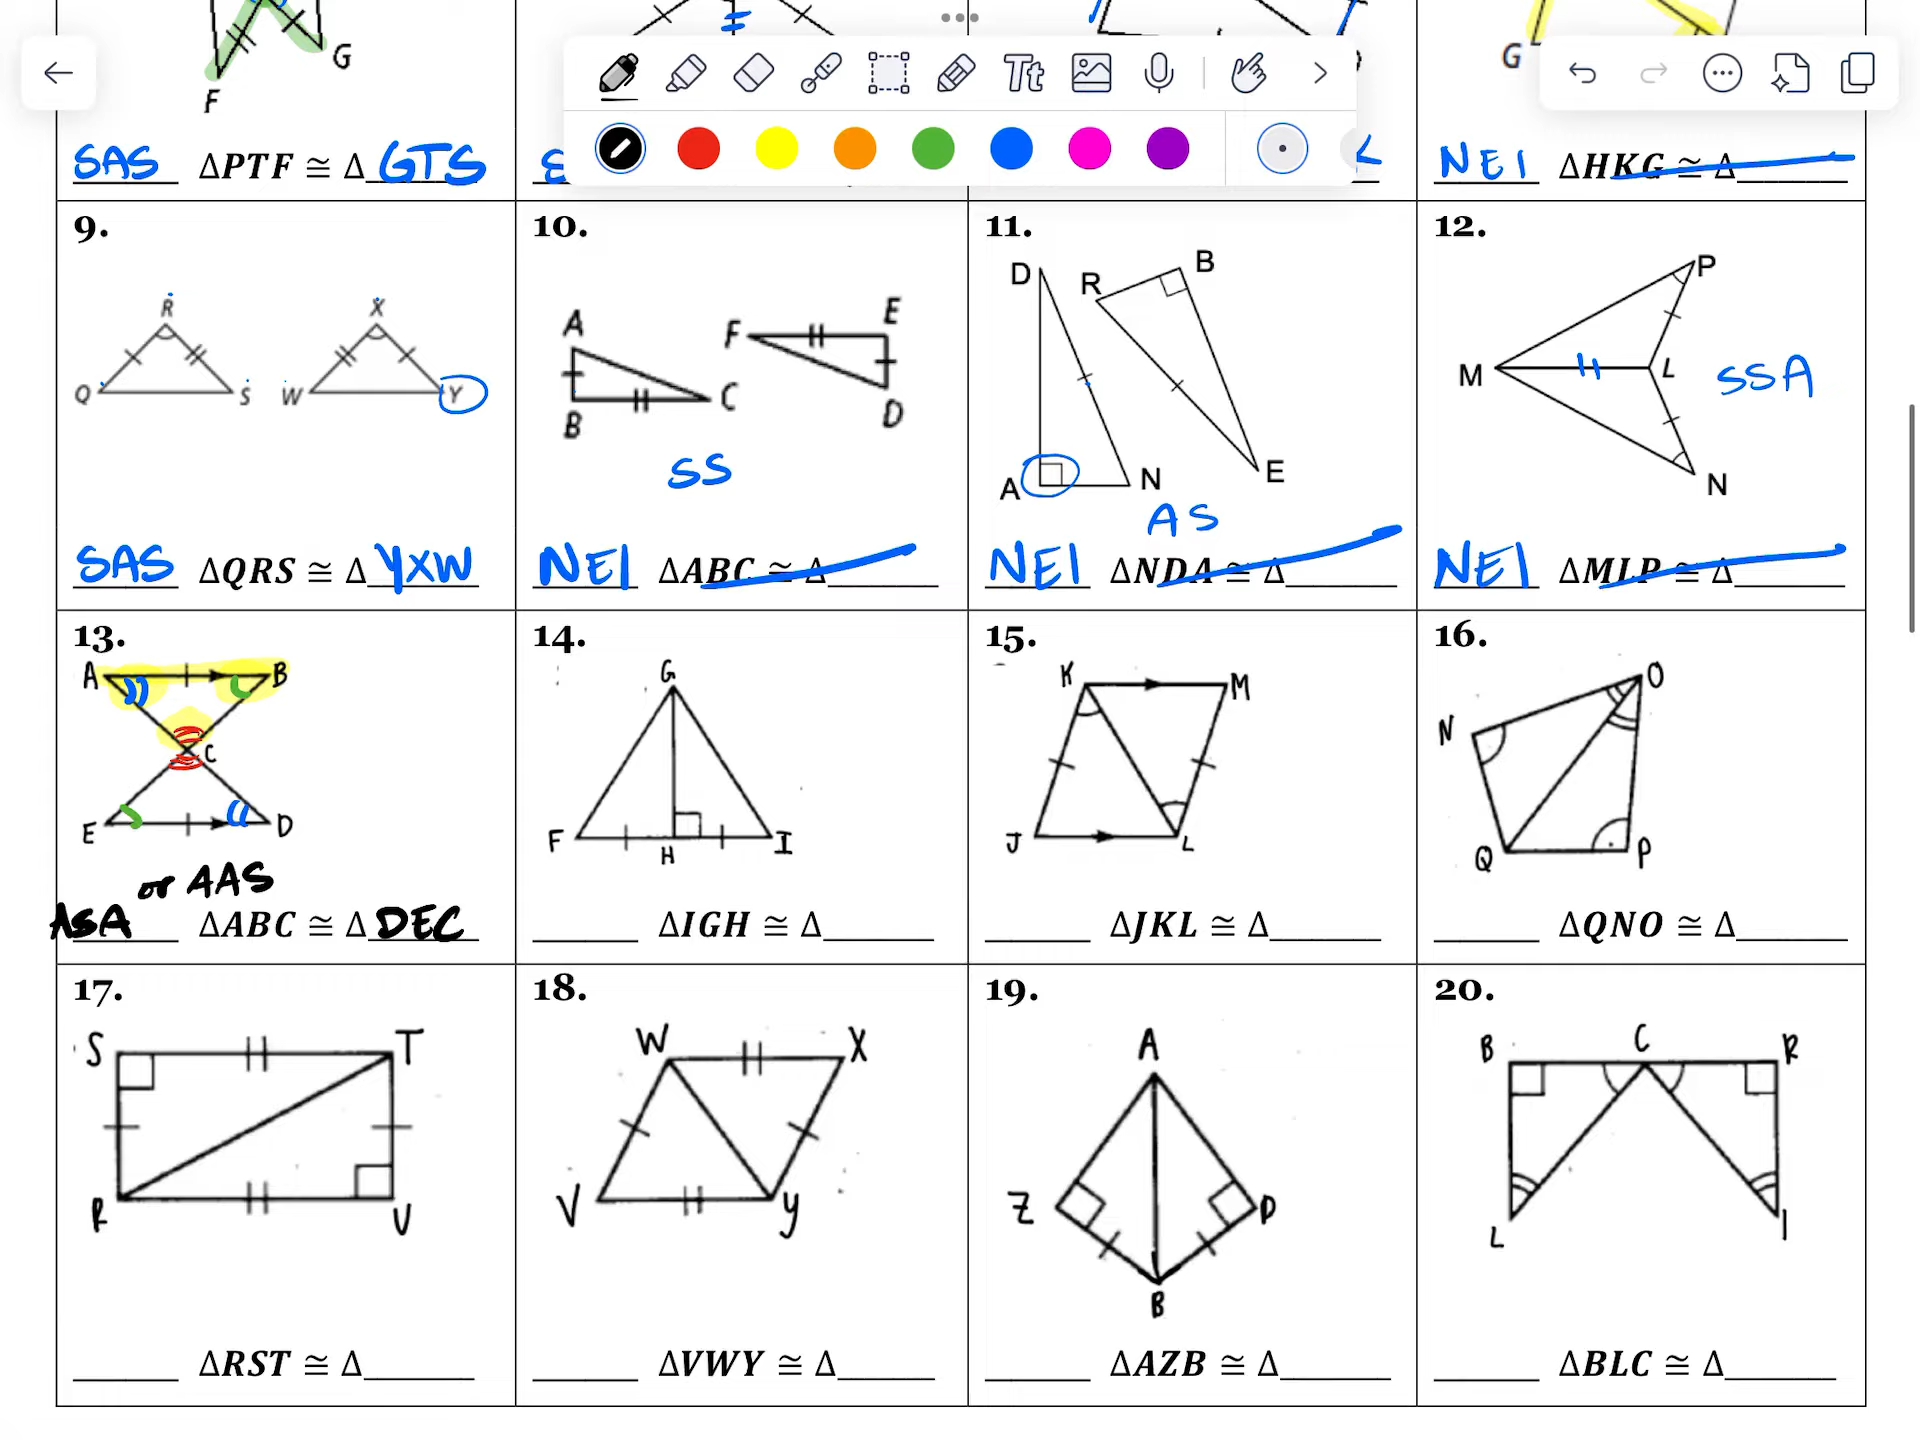 G
F
G
SAS ΔPTF ≅ Δ GTS
NEI ΔHKG ≅ Δ
Tt
9.
R
X
Q
S
W
Y
SAS ΔQRS ≅ Δ YXW
10.
A
F
E
B
C
D
SS
NEI ΔABC ≅ Δ
11.
D
R
B
A
N
E
AS
NEI ΔNDA ≅ Δ
12.
P
M
L
SSA
N
NEI ΔMLP ≅ Δ
13.
A
B
C
E
D
or AAS
ASA ΔABC ≅ Δ DEC
14.
G
F
H
I
ΔIGH ≅ Δ
15.
K
M
J
L
ΔJKL ≅ Δ
16.
O
N
Q
P
ΔQNO ≅ Δ
17.
S
T
R
U
ΔRST ≅ Δ
18.
W
X
V
Y
ΔVWY ≅ Δ
19.
A
Z
D
B
ΔAZB ≅ Δ
20.
B
C
R
L
I
ΔBLC ≅ Δ